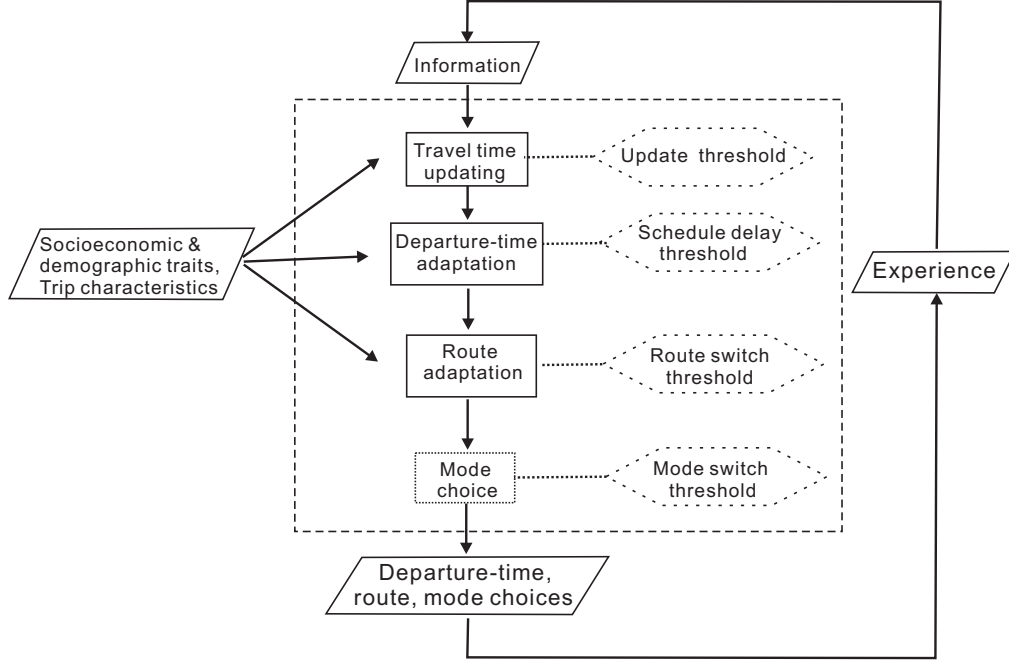 Information
Travel time
updating
Update threshold
Departure-time
adaptation
Schedule delay
threshold
Socioeconomic &
demographic traits,
Trip characteristics
Experience
Route
adaptation
Route switch
threshold
Mode
choice
Mode switch
threshold
Departure-time,
route, mode choices